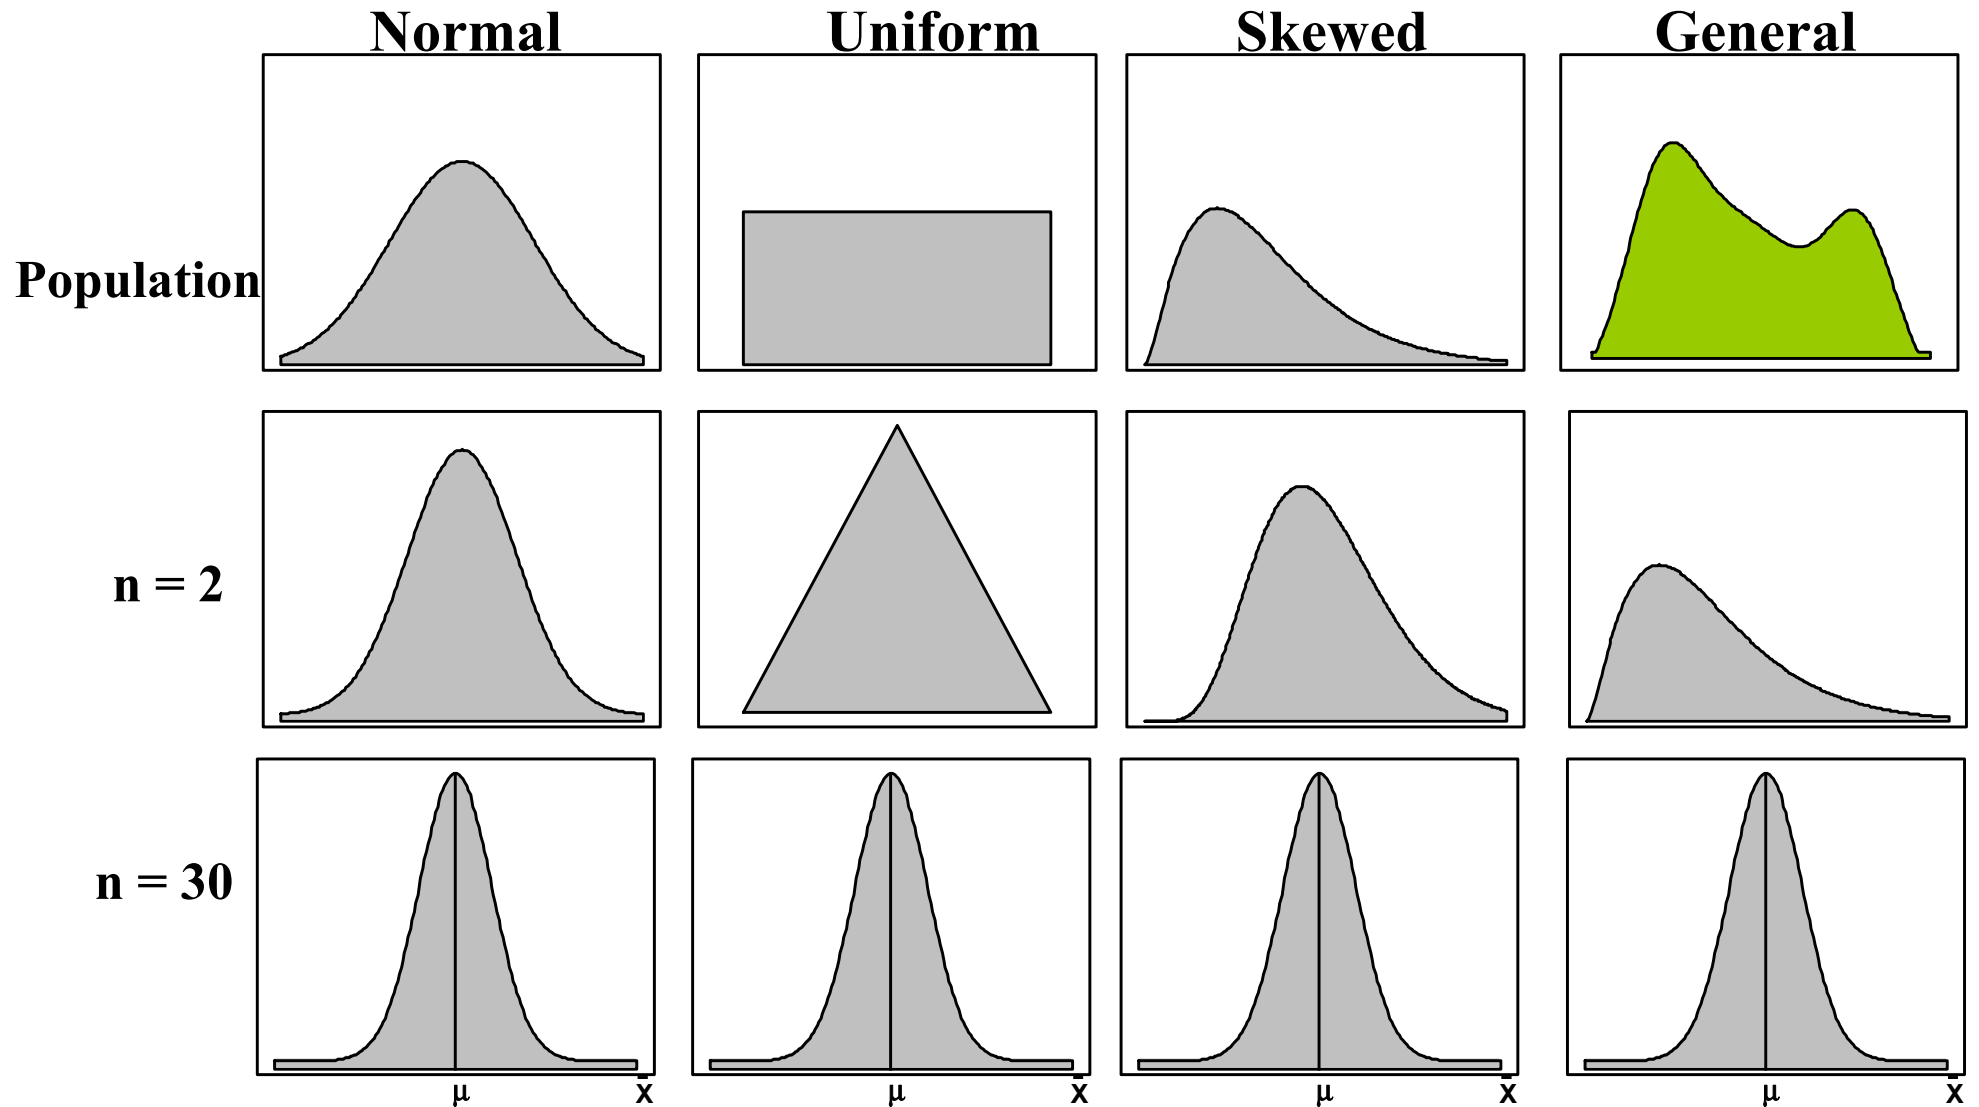 Normal Uniform Skewed General
Population
n = 2
n = 30
μ x̄ μ x̄ μ x̄ μ x̄